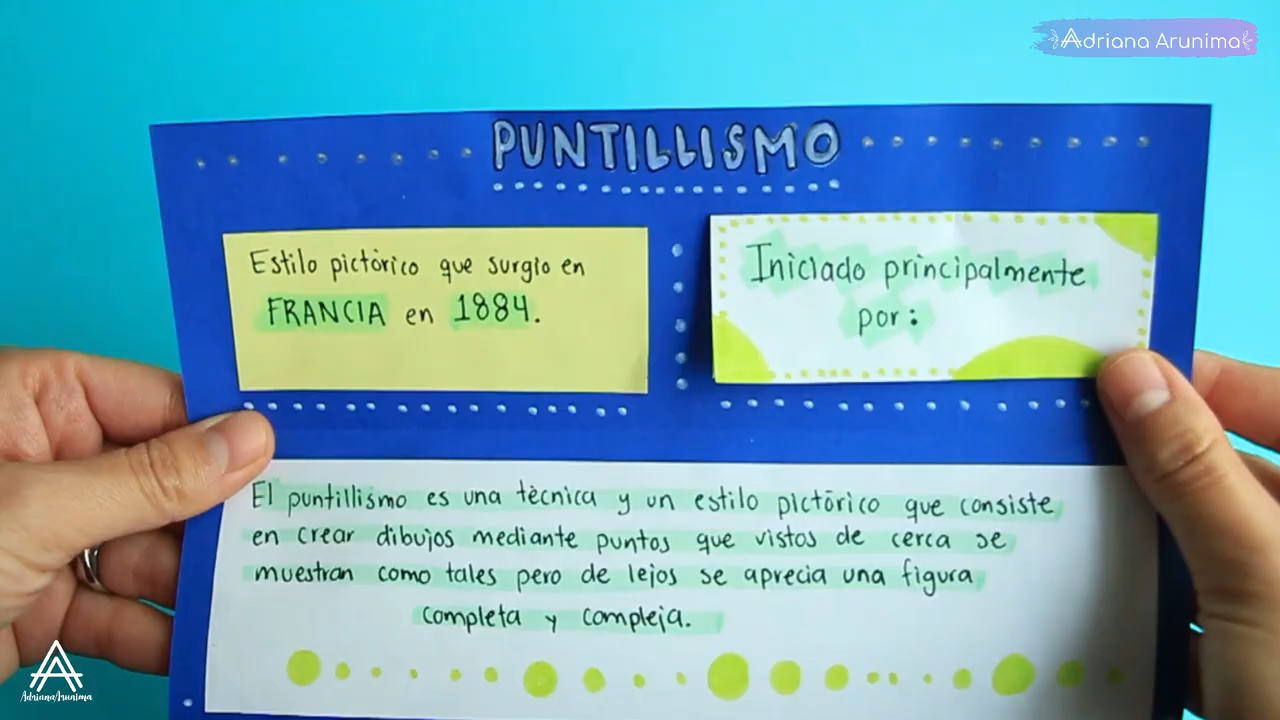 Adriana Arunima
PUNTILLISMO
Estilo pictórico que surgio en
FRANCIA en 1884.
Iniciado principalmente
por:
El puntillismo es una tècnica y un estilo pictórico que consiste
en crear dibujos mediante puntos que vistos de cerca se
muestran como tales pero de lejos se aprecia una figura
completa y compleja.
AdrianaArunima